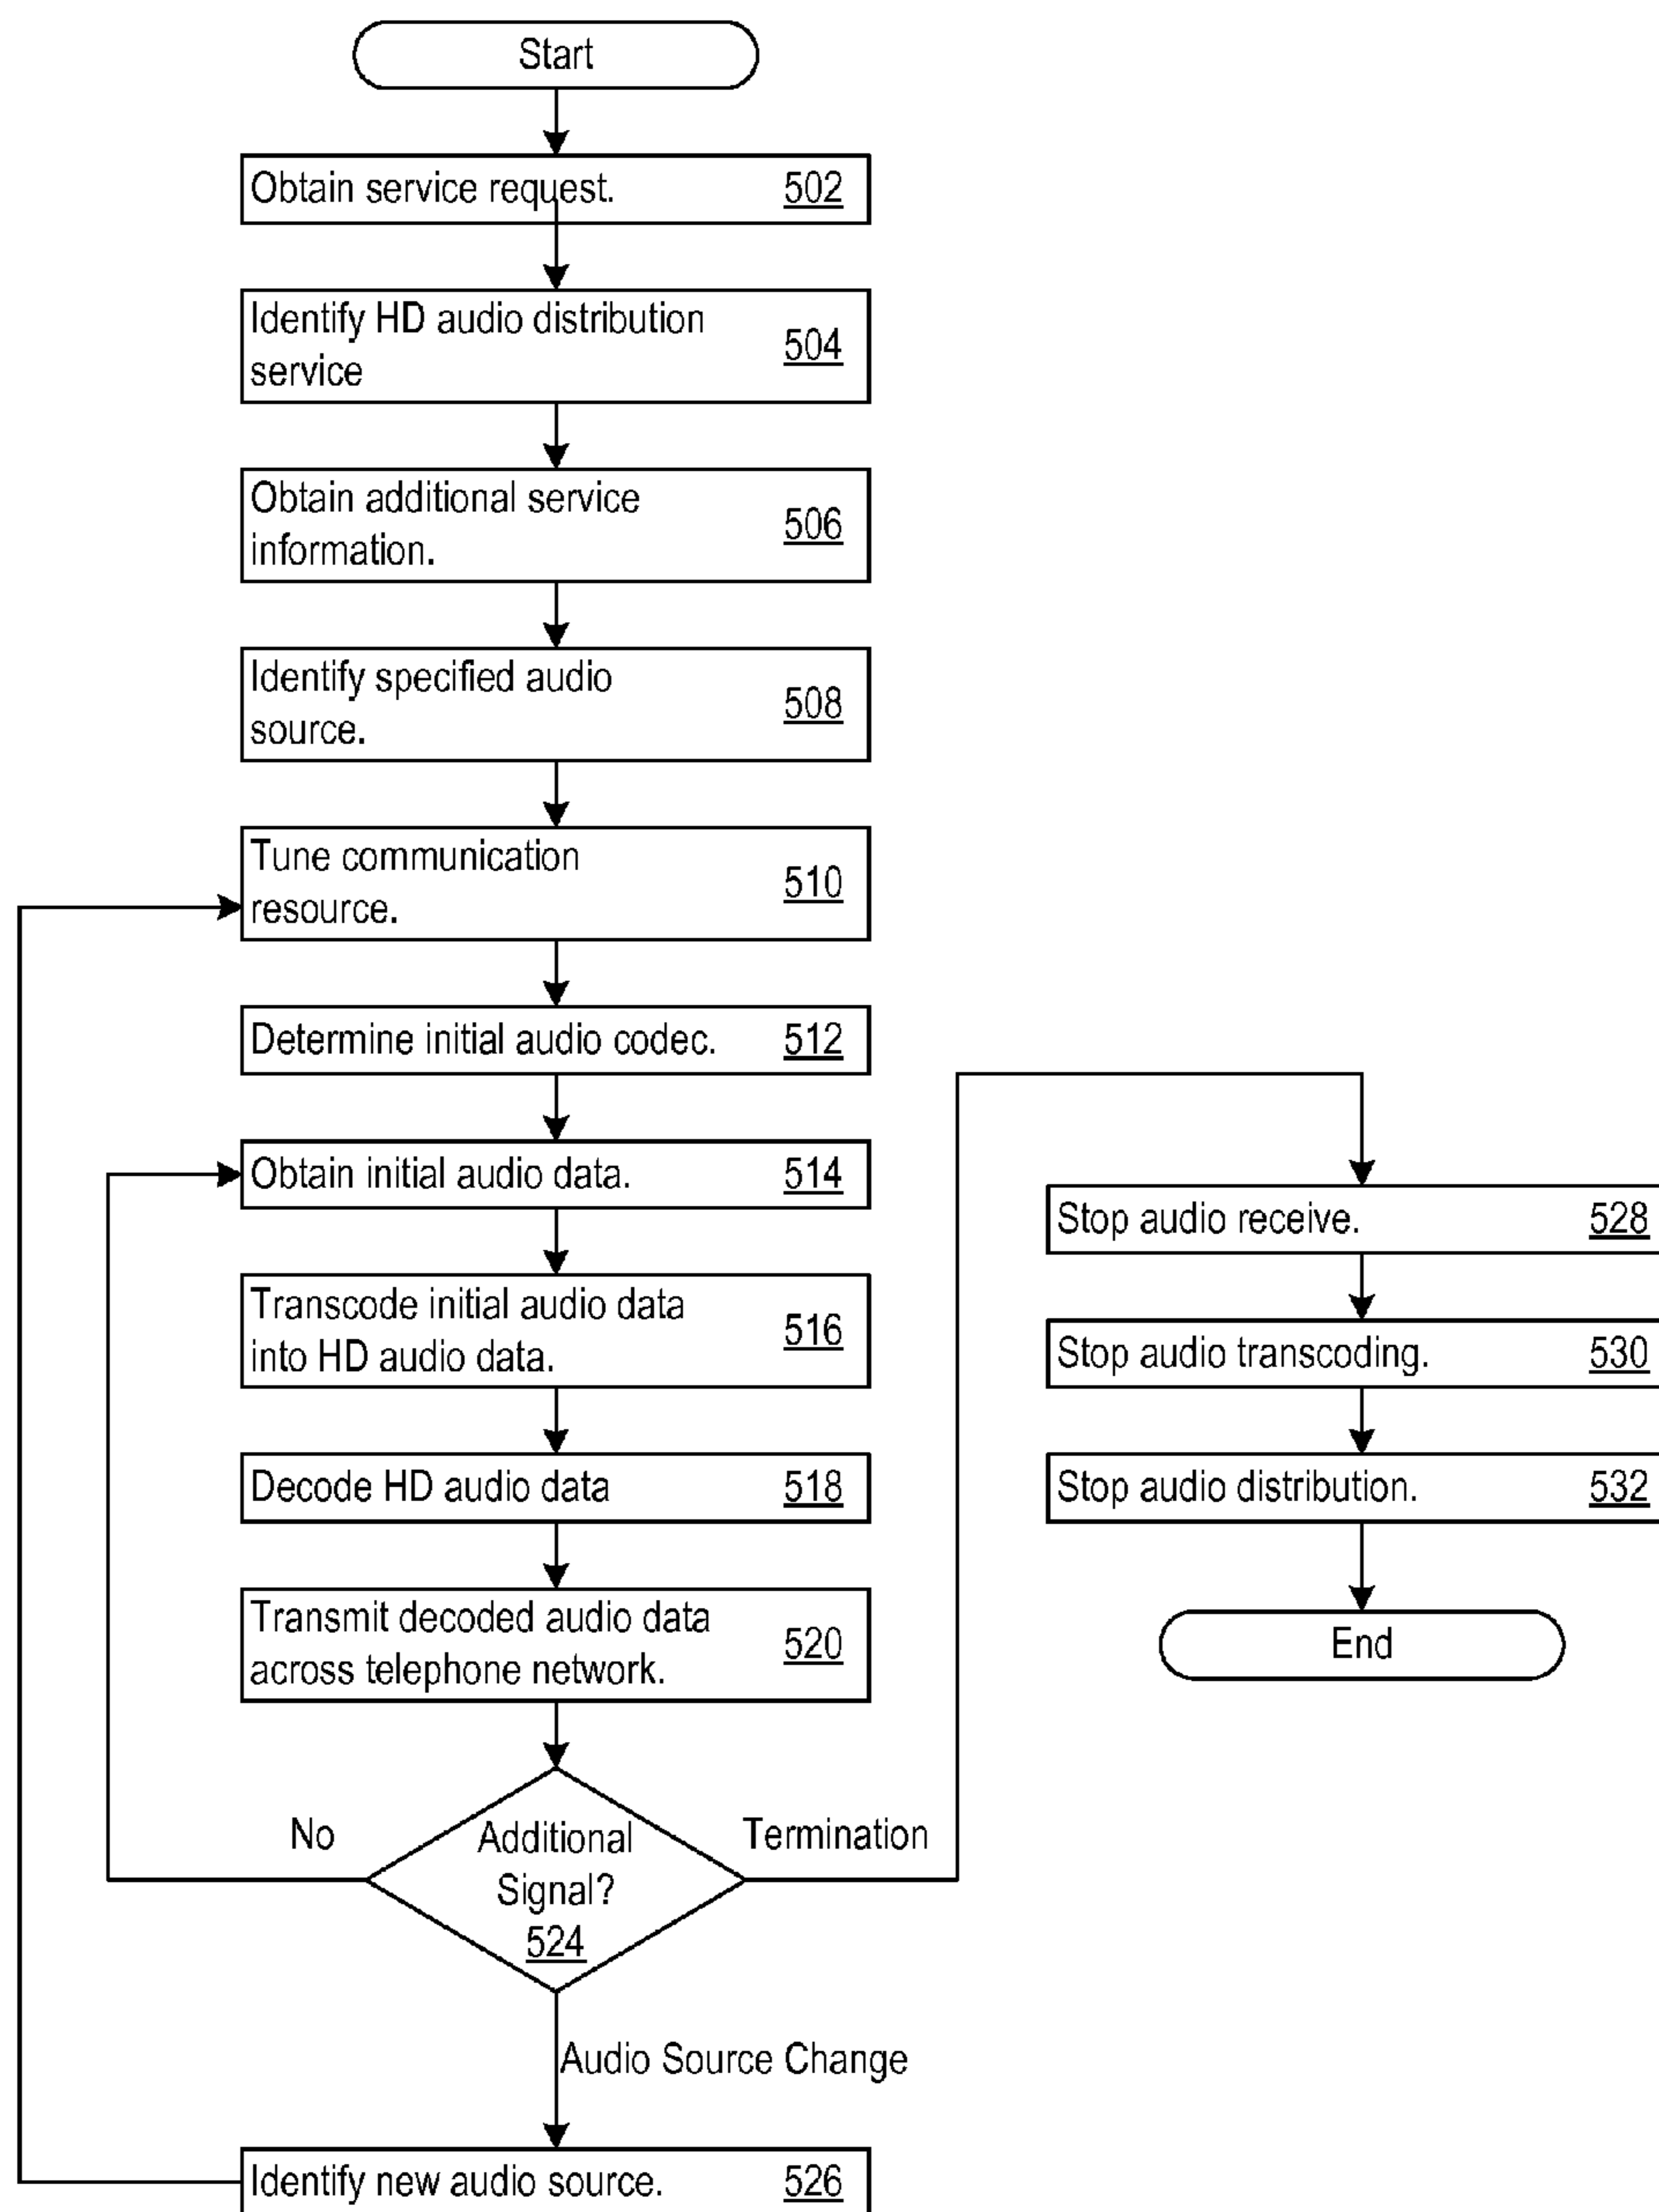 Start
Obtain service request. 502
Identify HD audio distribution
service
504
Obtain additional service
information.
506
Identify specified audio
source.
508
Tune communication
resource.
510
Determine initial audio codec. 512
Obtain initial audio data. 514
Transcode initial audio data
into HD audio data.
516
Decode HD audio data 518
Transmit decoded audio data
across telephone network.
520
No
Additional
Signal?
524
Termination
Audio Source Change
Identify new audio source. 526
Stop audio receive. 528
Stop audio transcoding. 530
Stop audio distribution. 532
End